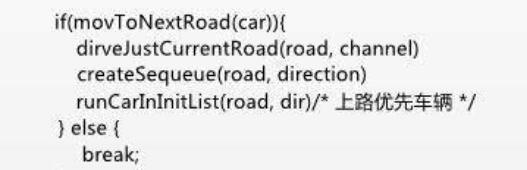 if(movToNextRoad(car)){
dirveJustCurrentRoad(road, channel)
createSequeue(road, direction)
runCarInInitList(road, dir)/* 上路优先车辆 */
} else {
break;